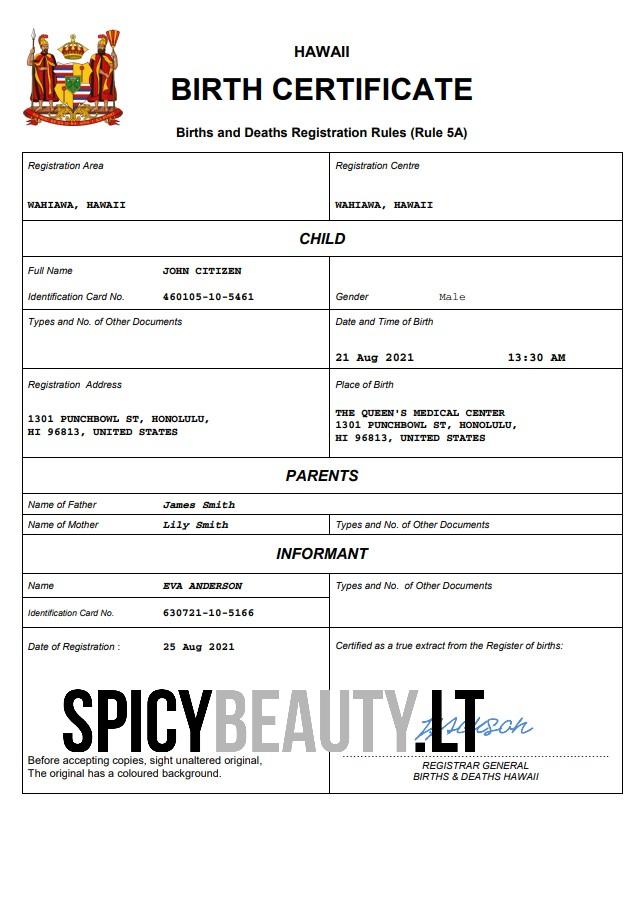 HAWAII
BIRTH CERTIFICATE
Births and Deaths Registration Rules (Rule 5A)
Registration Area
Registration Centre
WAHIAWA, HAWAII
WAHIAWA, HAWAII
CHILD
Full Name JOHN CITIZEN
Identification Card No. 460105-10-5461
Gender Male
Types and No. of Other Documents
Date and Time of Birth
21 Aug 2021 13:30 AM
Registration Address
1301 PUNCHBOWL ST, HONOLULU,
HI 96813, UNITED STATES
Place of Birth
THE QUEEN'S MEDICAL CENTER
1301 PUNCHBOWL ST, HONOLULU,
HI 96813, UNITED STATES
PARENTS
Name of Father James Smith
Name of Mother Lily Smith
Types and No. of Other Documents
INFORMANT
Name EVA ANDERSON
Types and No. of Other Documents
Identification Card No. 630721-10-5166
Date of Registration : 25 Aug 2021
Certified as a true extract from the Register of births:
SPICYBEAUTY.LT
Before accepting copies, sight unaltered original,
The original has a coloured background.
REGISTRAR GENERAL
BIRTHS & DEATHS HAWAII